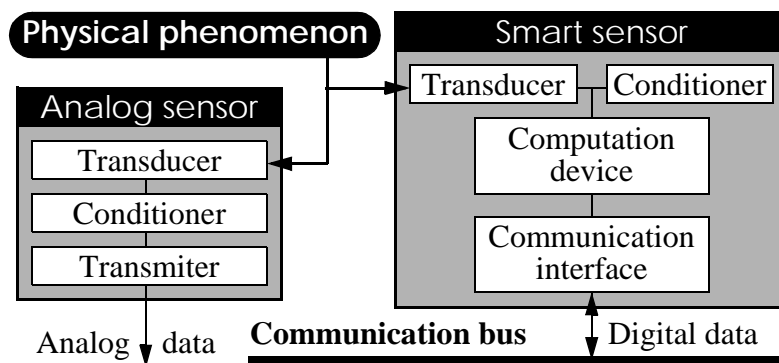 Physical phenomenon
Analog sensor
Transducer
Conditioner
Transmiter
Analog data
Smart sensor
Transducer
Conditioner
Computation
device
Communication
interface
Communication bus
Digital data